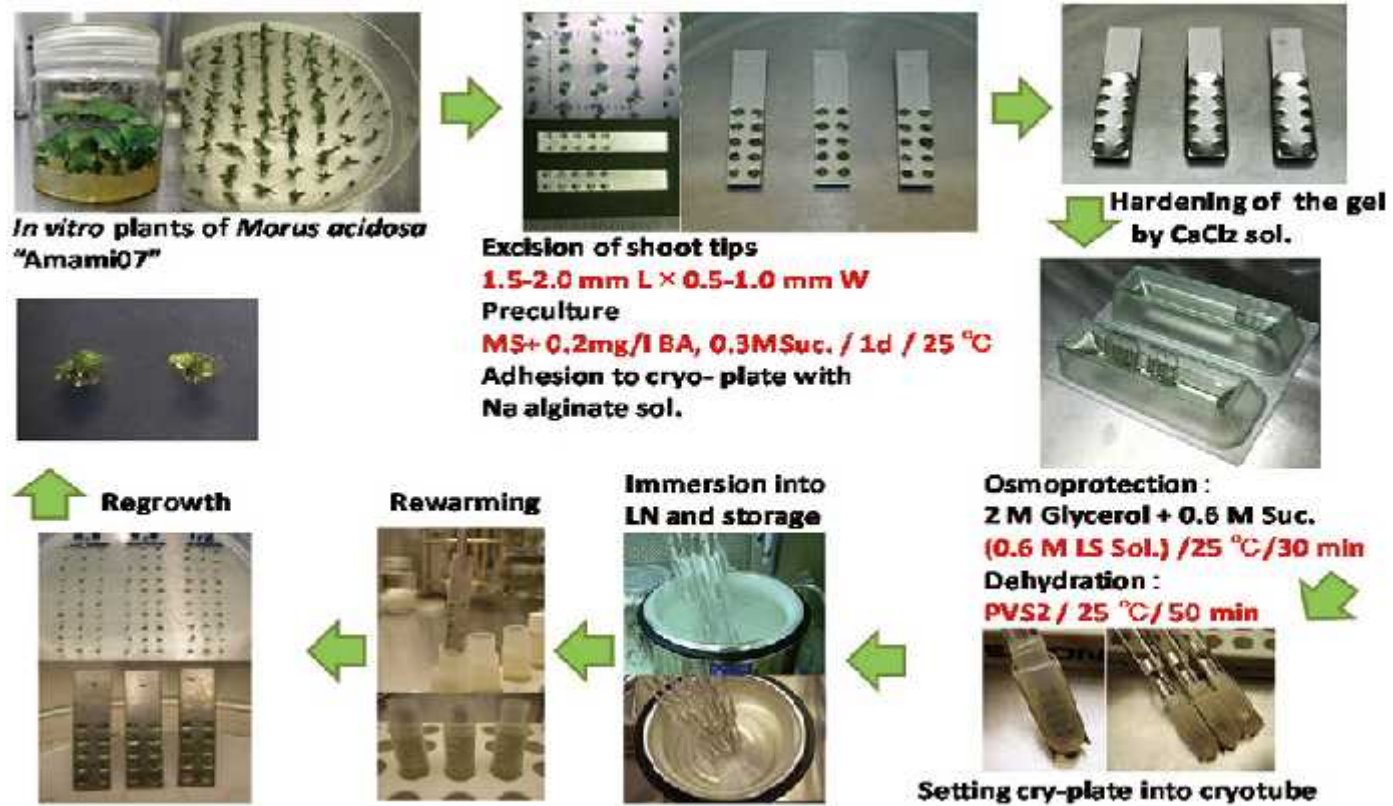 In vitro plants of Morus acidosa
"Amami07"
Excision of shoot tips
1.5-2.0 mm L × 0.5-1.0 mm W
Preculture
MS+ 0.2mg/l BA, 0.3MSuc. / 1d / 25 °C
Adhesion to cryo- plate with
Na alginate sol.
Hardening of the gel
by CaCl2 sol.
Osmoprotection :
2 M Glycerol + 0.6 M Suc.
(0.6 M LS Sol.) /25 °C/30 min
Dehydration :
PVS2 / 25 °C/ 50 min
Setting cry-plate into cryotube
Immersion into
LN and storage
Rewarming
Regrowth